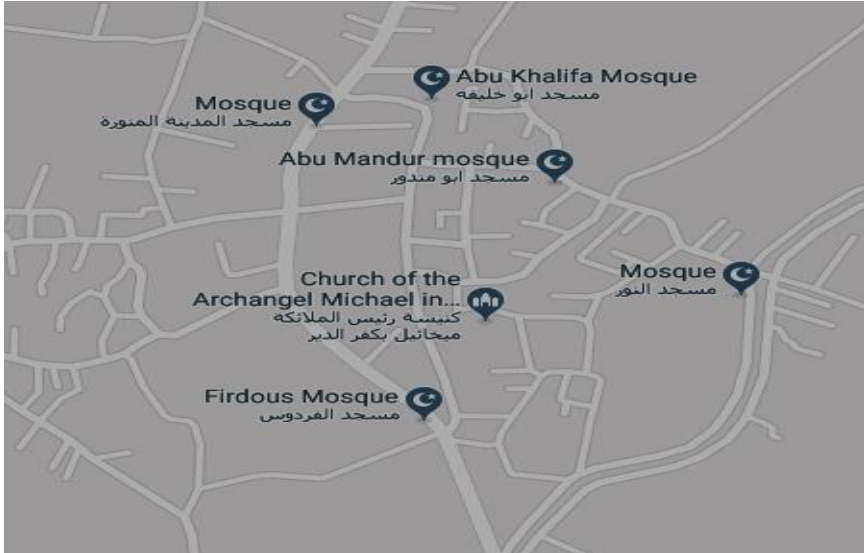 Abu Khalifa Mosque
مسجد ابو خليفه
Mosque
مسجد المدينة المنورة
Abu Mandur mosque
مسجد ابو مندور
Mosque
مسجد النور
Church of the
Archangel Michael in...
كنيسة رئيس الملائكة
ميخائيل بكفر الدير
Firdous Mosque
مسجد الفردوس